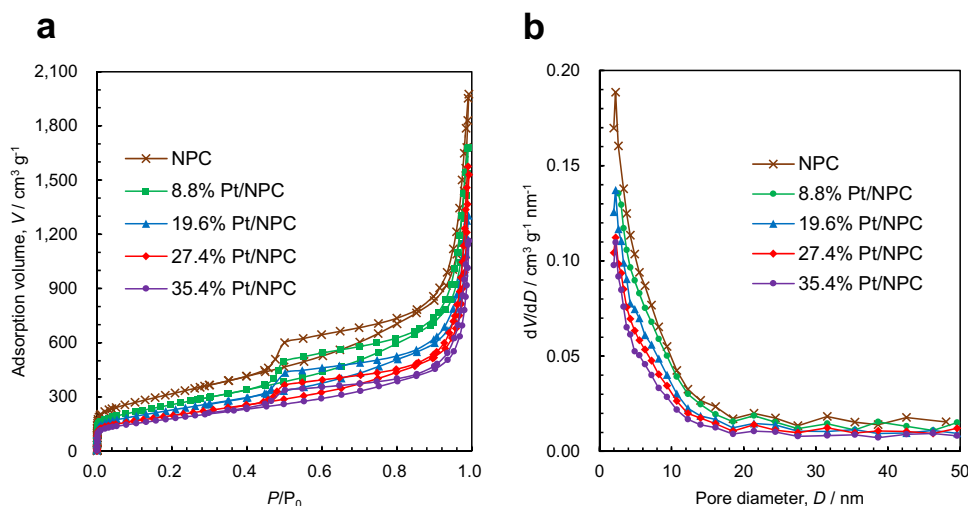 a
Adsorption volume, V / cm³ g⁻¹
2,100
1,800
1,500
1,200
900
600
300
0
NPC
8.8% Pt/NPC
19.6% Pt/NPC
27.4% Pt/NPC
35.4% Pt/NPC
0.0 0.2 0.4 0.6 0.8 1.0
P/P₀
b
dV/dD / cm³ g⁻¹ nm⁻¹
0.20
0.15
0.10
0.05
0.00
NPC
8.8% Pt/NPC
19.6% Pt/NPC
27.4% Pt/NPC
35.4% Pt/NPC
0 10 20 30 40 50
Pore diameter, D / nm